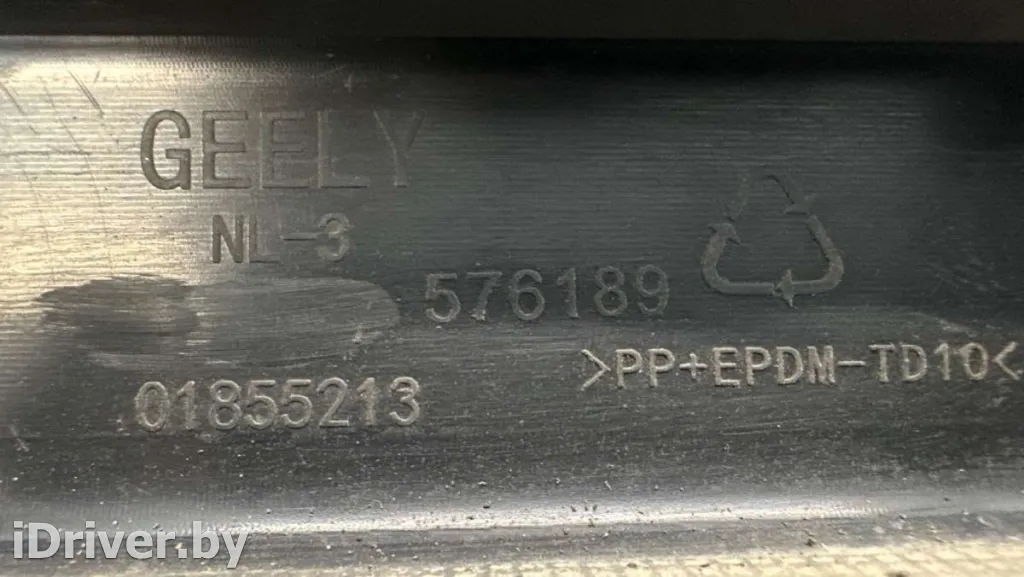 GEELY
NL-3
576189
>PP+EPDM-TD10<
01855213
iDriver.by